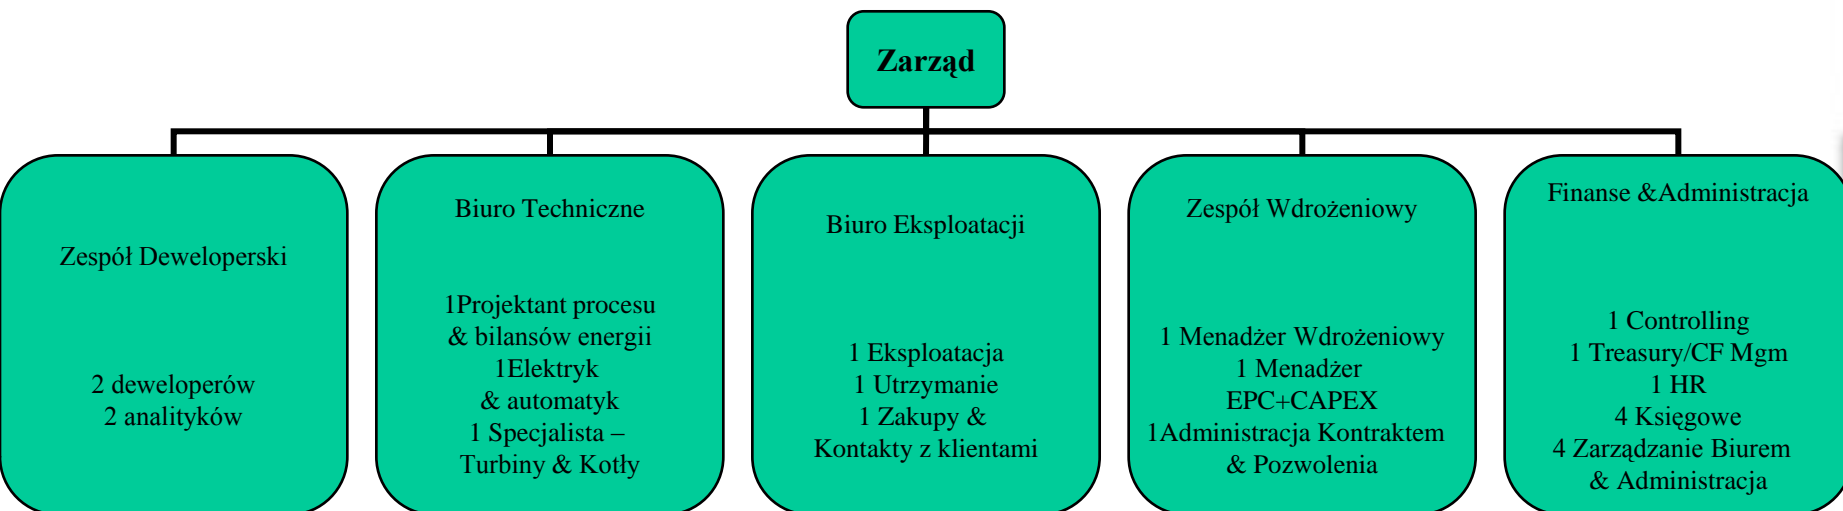 Zarząd
Zespół Deweloperski
2 deweloperów
2 analityków
Biuro Techniczne
1Projektant procesu
& bilansów energii
1Elektryk
& automatyk
1 Specjalista –
Turbiny & Kotły
Biuro Eksploatacji
1 Eksploatacja
1 Utrzymanie
1 Zakupy &
Kontakty z klientami
Zespół Wdrożeniowy
1 Menadżer Wdrożeniowy
1 Menadżer
EPC+CAPEX
1Administracja Kontraktem
& Pozwolenia
Finanse &Administracja
1 Controlling
1 Treasury/CF Mgm
1 HR
4 Księgowe
4 Zarządzanie Biurem
& Administracja